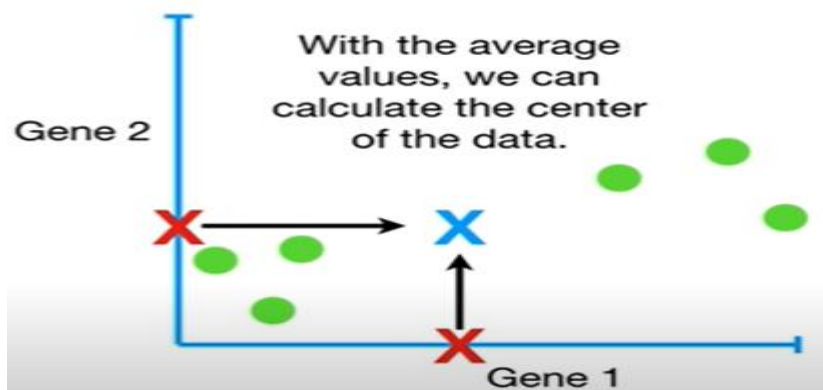 With the average
values, we can
calculate the center
of the data.
Gene 2
X
X
X
Gene 1